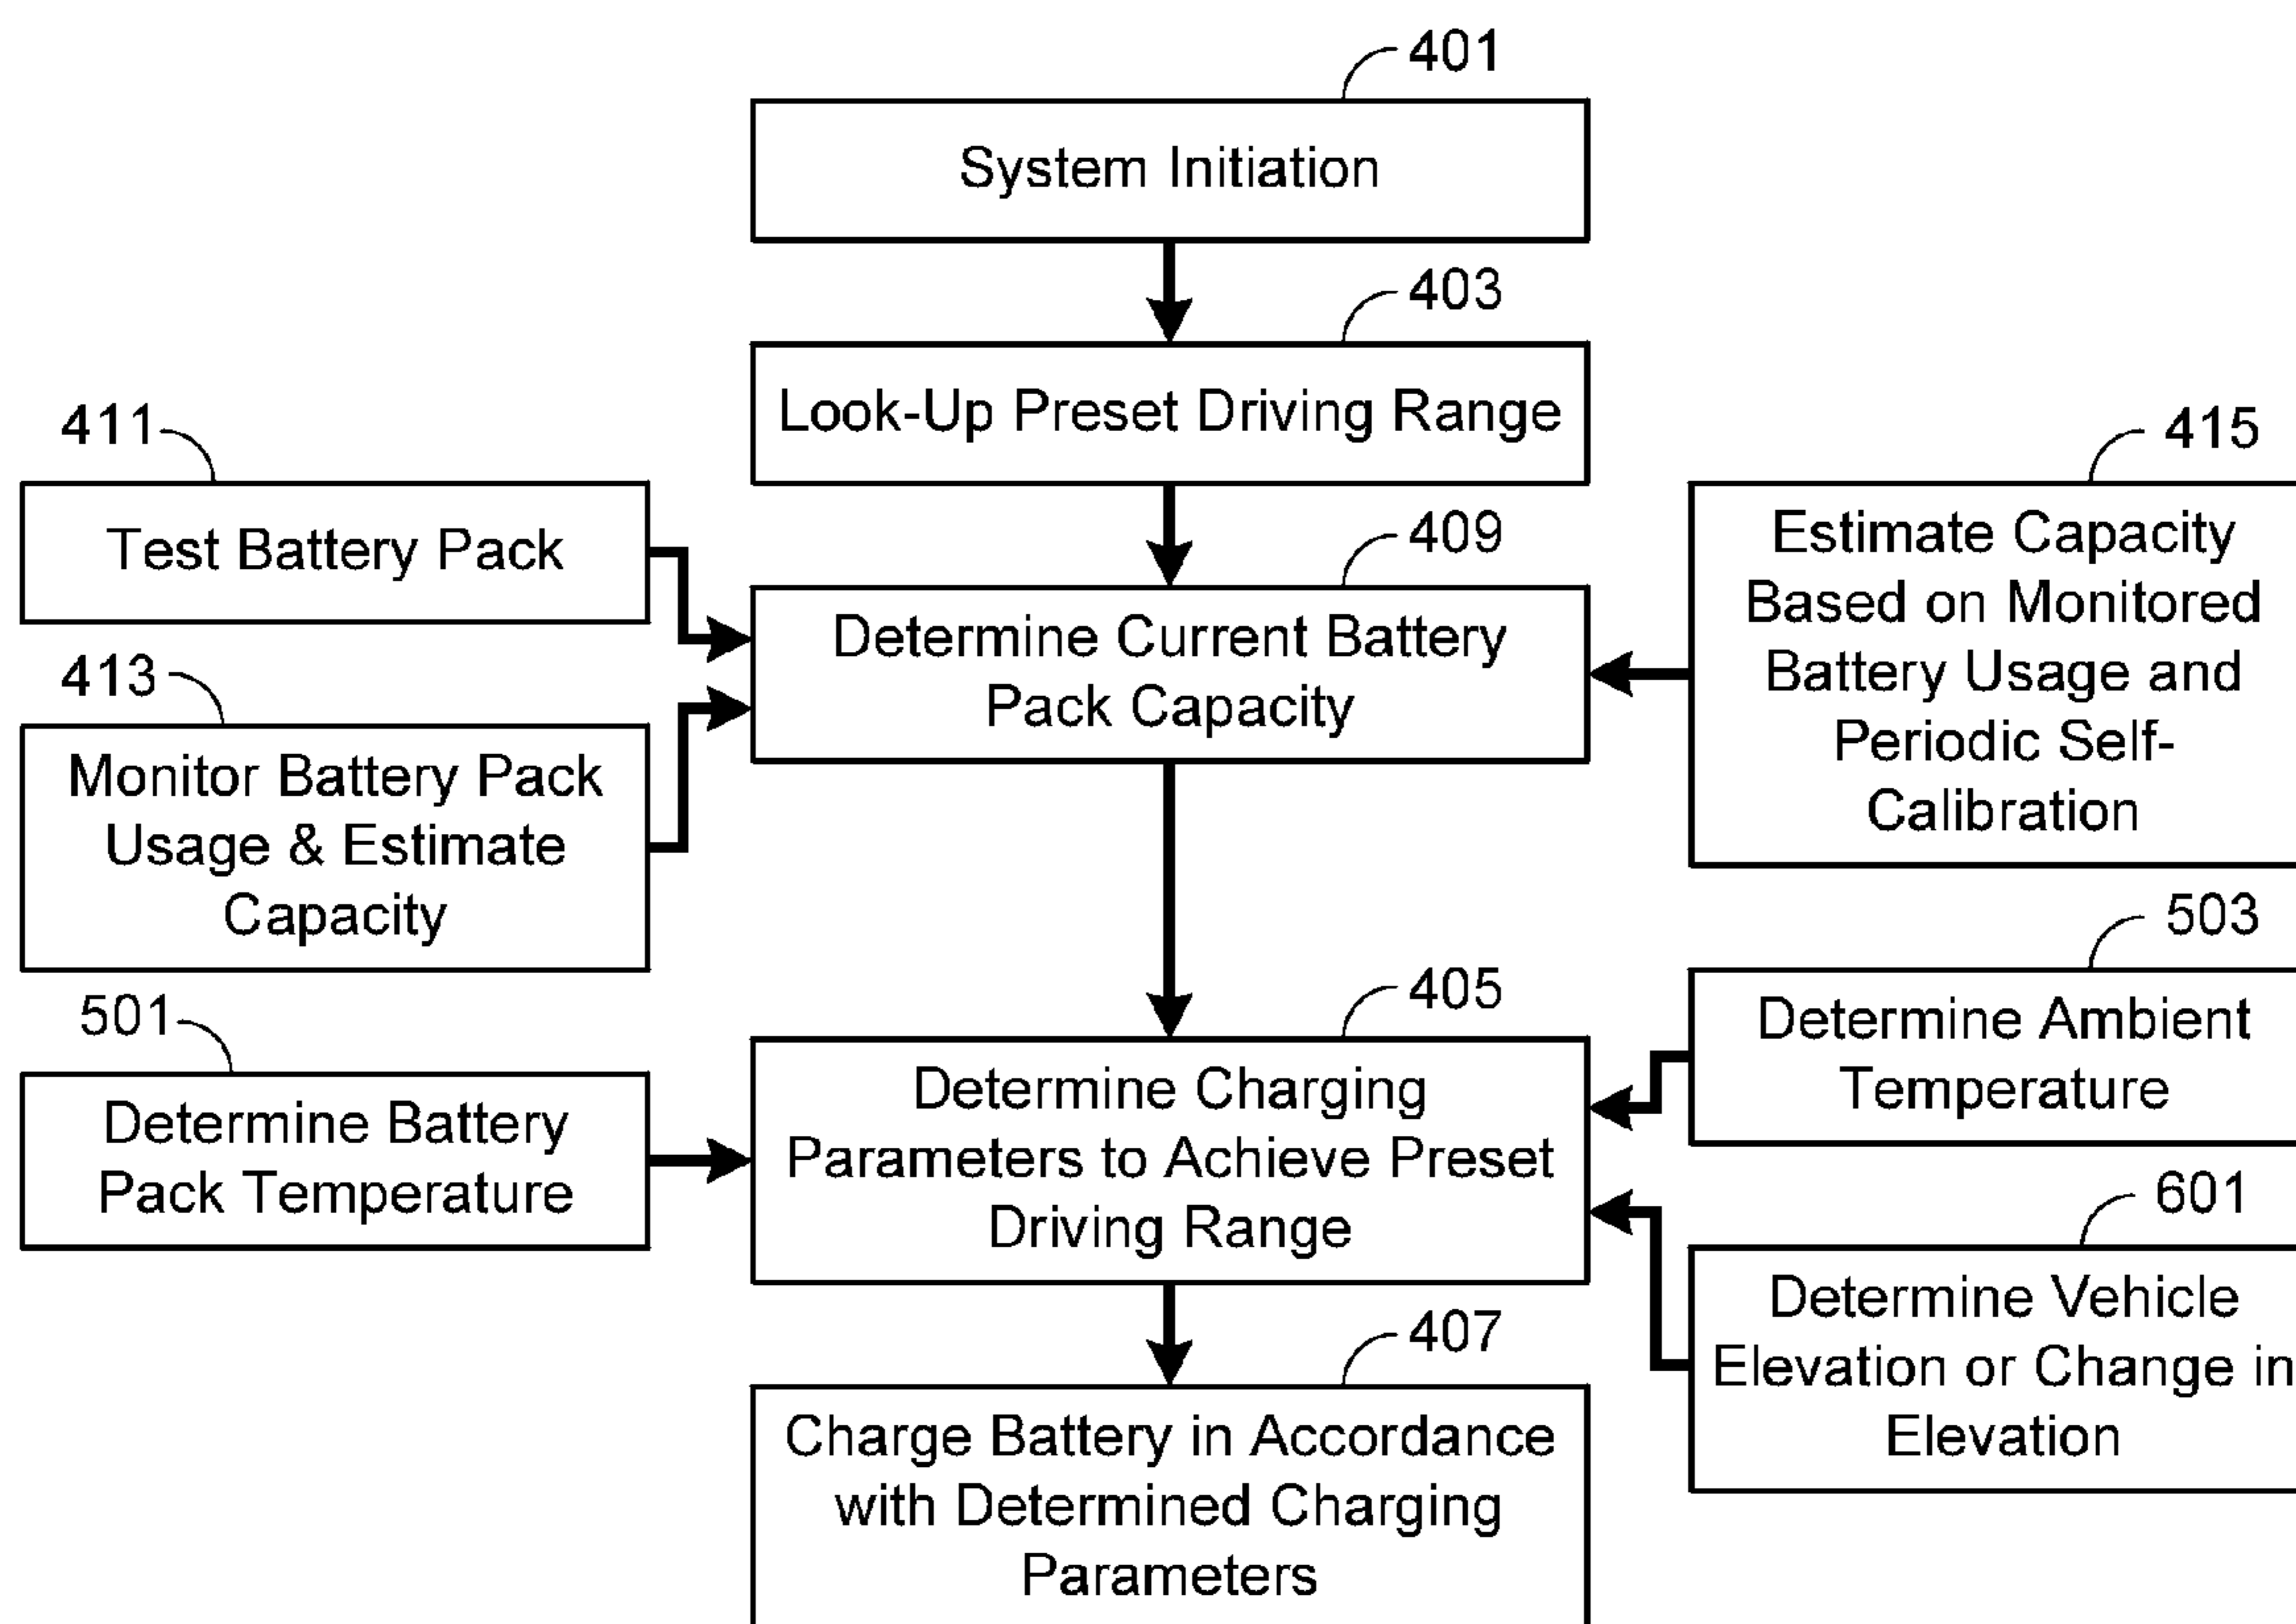 401
System Initiation
403
Look-Up Preset Driving Range
411
Test Battery Pack
409
Determine Current Battery
Pack Capacity
415
Estimate Capacity
Based on Monitored
Battery Usage and
Periodic Self-
Calibration
413
Monitor Battery Pack
Usage & Estimate
Capacity
501
Determine Battery
Pack Temperature
405
Determine Charging
Parameters to Achieve Preset
Driving Range
503
Determine Ambient
Temperature
601
Determine Vehicle
Elevation or Change in
Elevation
407
Charge Battery in Accordance
with Determined Charging
Parameters